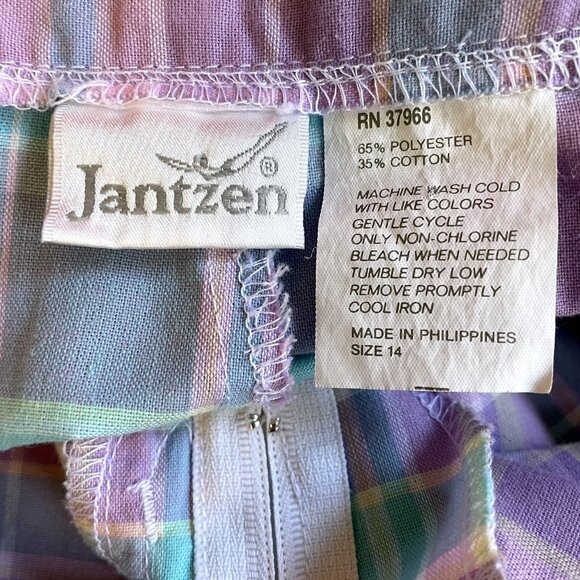 Jantzen®
RN 37966
65% POLYESTER
35% COTTON
MACHINE WASH COLD
WITH LIKE COLORS
GENTLE CYCLE
ONLY NON-CHLORINE
BLEACH WHEN NEEDED
TUMBLE DRY LOW
REMOVE PROMPTLY
COOL IRON
MADE IN PHILIPPINES
SIZE 14